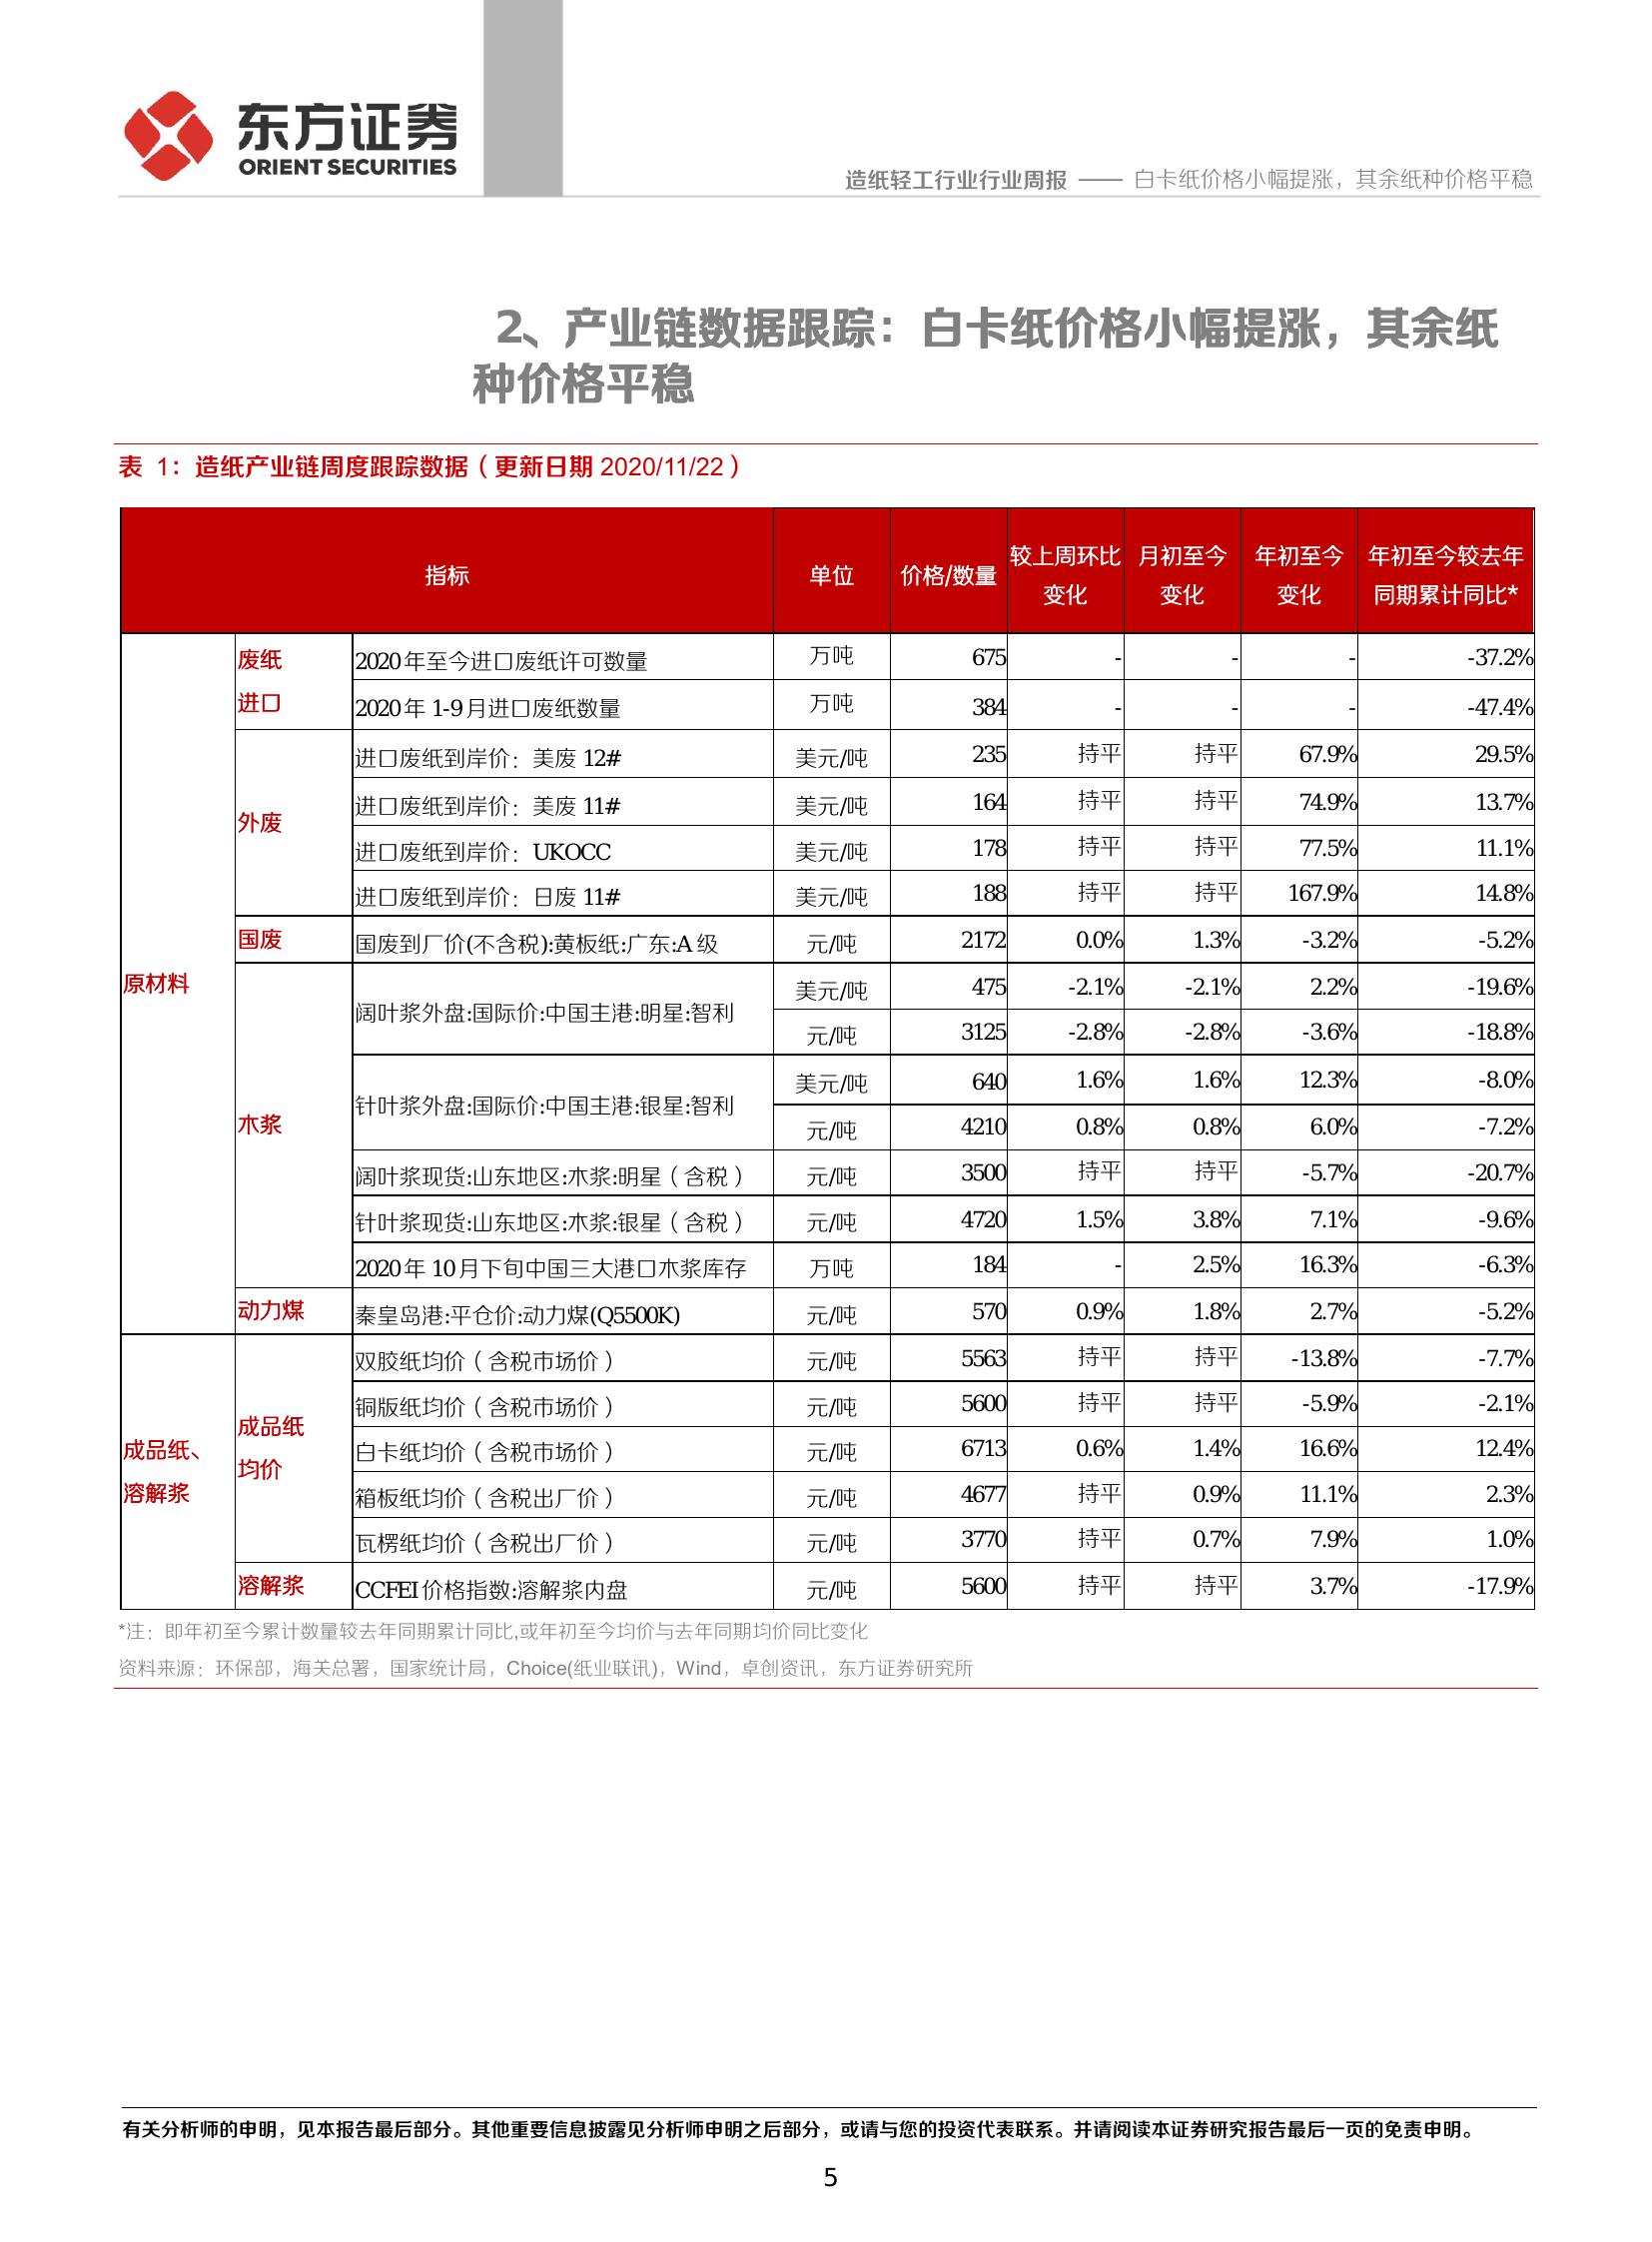 东方证券
ORIENT SECURITIES
造纸轻工行业行业周报 —— 白卡纸价格小幅提涨，其余纸种价格平稳
2、产业链数据跟踪：白卡纸价格小幅提涨，其余纸
种价格平稳
表 1：造纸产业链周度跟踪数据（更新日期 2020/11/22）
指标 单位 价格/数量 较上周环比变化 月初至今变化 年初至今变化 年初至今较去年同期累计同比*
原材料
废纸进口
2020年至今进口废纸许可数量 万吨 675 - - - -37.2%
2020年 1-9月进口废纸数量 万吨 384 - - - -47.4%
外废
进口废纸到岸价：美废 12# 美元/吨 235 持平 持平 67.9% 29.5%
进口废纸到岸价：美废 11# 美元/吨 164 持平 持平 74.9% 13.7%
进口废纸到岸价：UKOCC 美元/吨 178 持平 持平 77.5% 11.1%
进口废纸到岸价：日废 11# 美元/吨 188 持平 持平 167.9% 14.8%
国废
国废到厂价(不含税):黄板纸:广东:A级 元/吨 2172 0.0% 1.3% -3.2% -5.2%
木浆
阔叶浆外盘:国际价:中国主港:明星:智利 美元/吨 475 -2.1% -2.1% 2.2% -19.6%
元/吨 3125 -2.8% -2.8% -3.6% -18.8%
针叶浆外盘:国际价:中国主港:银星:智利 美元/吨 640 1.6% 1.6% 12.3% -8.0%
元/吨 4210 0.8% 0.8% 6.0% -7.2%
阔叶浆现货:山东地区:木浆:明星（含税） 元/吨 3500 持平 持平 -5.7% -20.7%
针叶浆现货:山东地区:木浆:银星（含税） 元/吨 4720 1.5% 3.8% 7.1% -9.6%
2020年 10月下旬中国三大港口木浆库存 万吨 184 - 2.5% 16.3% -6.3%
动力煤
秦皇岛港:平仓价:动力煤(Q5500K) 元/吨 570 0.9% 1.8% 2.7% -5.2%
成品纸、溶解浆
成品纸均价
双胶纸均价（含税市场价） 元/吨 5563 持平 持平 -13.8% -7.7%
铜版纸均价（含税市场价） 元/吨 5600 持平 持平 -5.9% -2.1%
白卡纸均价（含税市场价） 元/吨 6713 0.6% 1.4% 16.6% 12.4%
箱板纸均价（含税出厂价） 元/吨 4677 持平 0.9% 11.1% 2.3%
瓦楞纸均价（含税出厂价） 元/吨 3770 持平 0.7% 7.9% 1.0%
溶解浆
CCFEI价格指数:溶解浆内盘 元/吨 5600 持平 持平 3.7% -17.9%
*注：即年初至今累计数量较去年同期累计同比,或年初至今均价与去年同期均价同比变化
资料来源：环保部，海关总署，国家统计局，Choice(纸业联讯)，Wind，卓创资讯，东方证券研究所
有关分析师的申明，见本报告最后部分。其他重要信息披露见分析师申明之后部分，或请与您的投资代表联系。并请阅读本证券研究报告最后一页的免责申明。
5